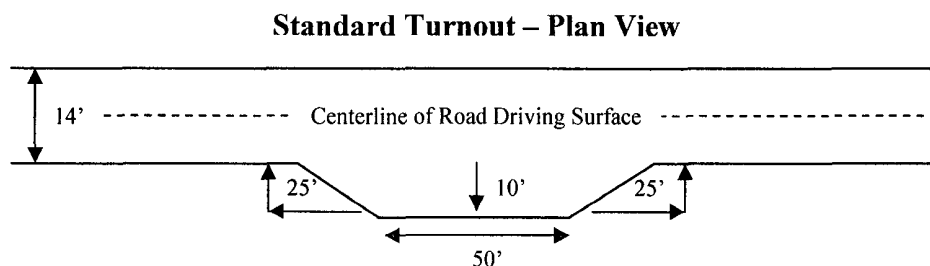 Standard Turnout – Plan View
14'
Centerline of Road Driving Surface
25'
10'
25'
50'